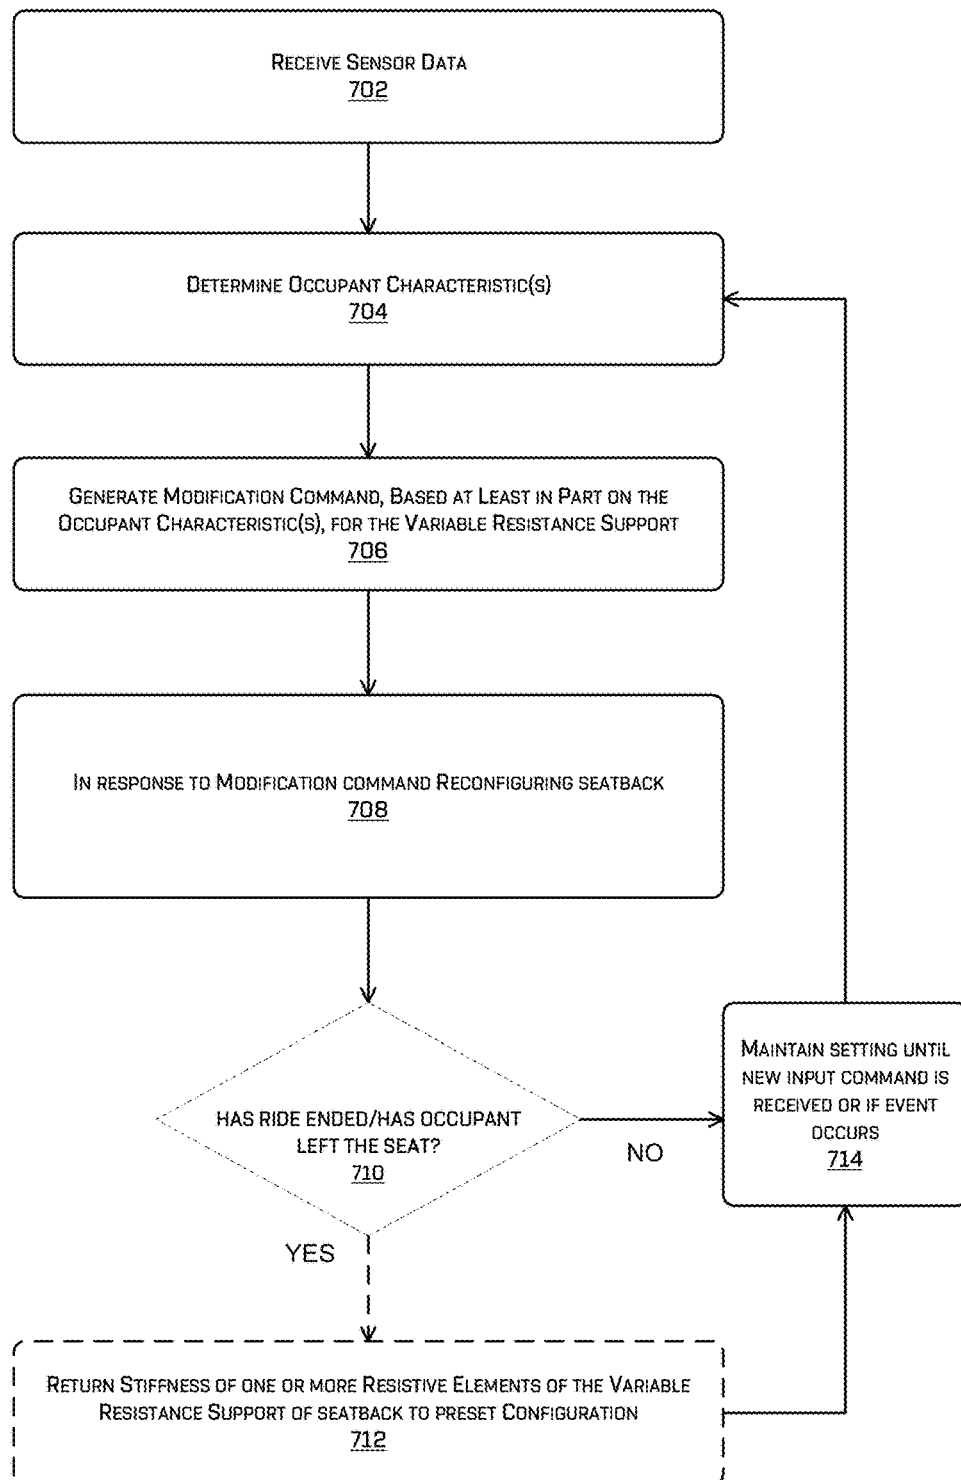 RECEIVE SENSOR DATA
702
DETERMINE OCCUPANT CHARACTERISTIC(S)
704
GENERATE MODIFICATION COMMAND, BASED AT LEAST IN PART ON THE
OCCUPANT CHARACTERISTIC(S), FOR THE VARIABLE RESISTANCE SUPPORT
706
IN RESPONSE TO MODIFICATION COMMAND RECONFIGURING SEATBACK
708
HAS RIDE ENDED/HAS OCCUPANT
LEFT THE SEAT?
710
NO
MAINTAIN SETTING UNTIL
NEW INPUT COMMAND IS
RECEIVED OR IF EVENT
OCCURS
714
YES
RETURN STIFFNESS OF ONE OR MORE RESISTIVE ELEMENTS OF THE VARIABLE
RESISTANCE SUPPORT OF SEATBACK TO PRESET CONFIGURATION
712